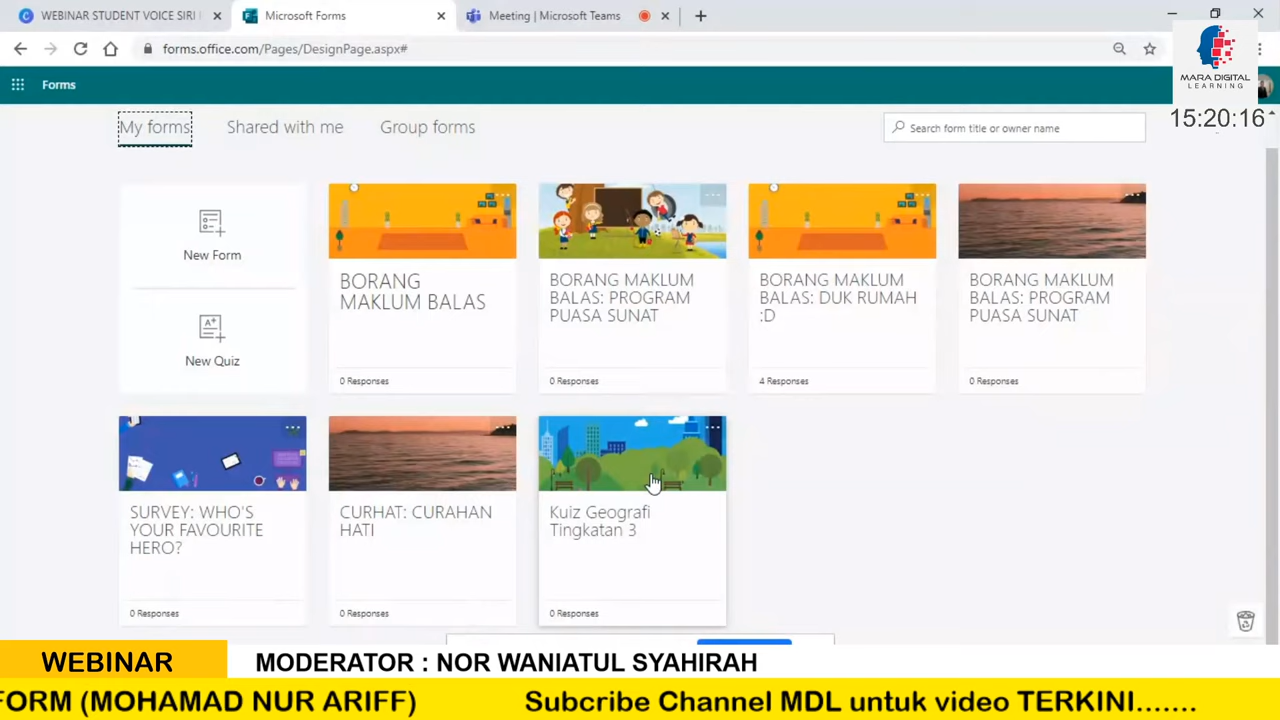 WEBINAR STUDENT VOICE SIRI
Microsoft Forms
Meeting | Microsoft Teams
forms.office.com/Pages/DesignPage.aspx#
MARA DIGITAL
LEARNING
15:20:16
Forms
My forms
Shared with me
Group forms
Search form title or owner name
New Form
New Quiz
BORANG
MAKLUM BALAS
0 Responses
BORANG MAKLUM
BALAS: PROGRAM
PUASA SUNAT
0 Responses
BORANG MAKLUM
BALAS: DUK RUMAH
:D
4 Responses
BORANG MAKLUM
BALAS: PROGRAM
PUASA SUNAT
0 Responses
SURVEY: WHO'S
YOUR FAVOURITE
HERO?
0 Responses
CURHAT: CURAHAN
HATI
0 Responses
Kuiz Geografi
Tingkatan 3
0 Responses
WEBINAR
MODERATOR : NOR WANIATUL SYAHIRAH
FORM (MOHAMAD NUR ARIFF)
Subcribe Channel MDL untuk video TERKINI.......